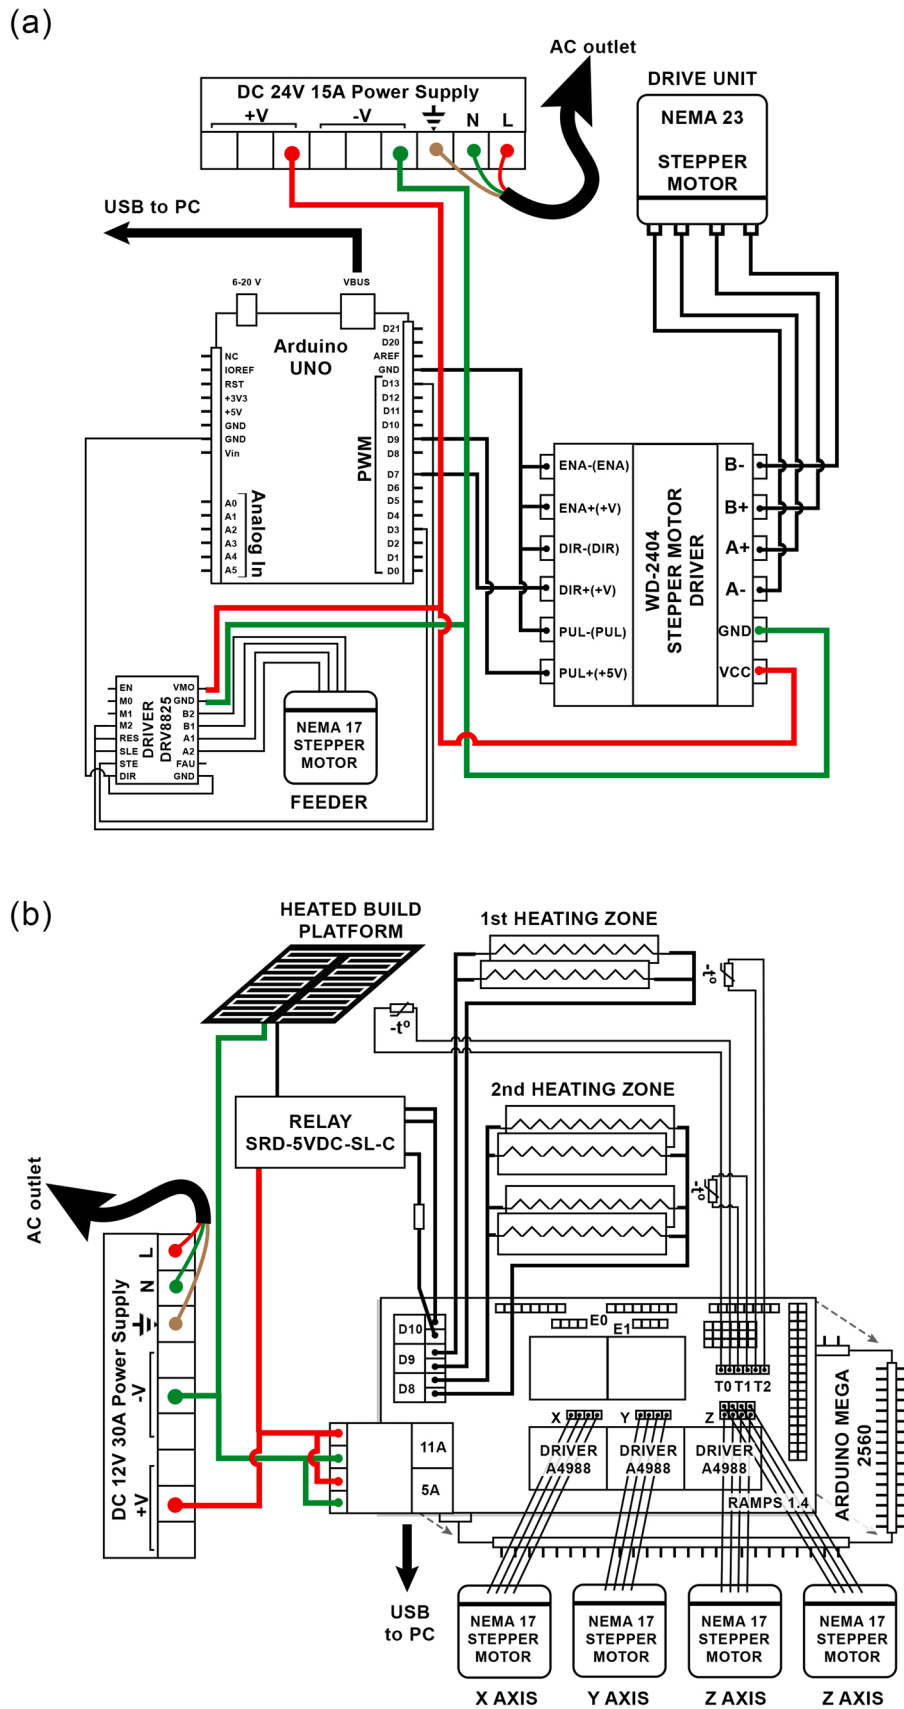 (a)
AC outlet
DC 24V 15A Power Supply
+V
-V
N
L
DRIVE UNIT
NEMA 23
STEPPER
MOTOR
USB to PC
6-20 V
VBUS
Arduino
UNO
NC
IOREF
RST
+3V3
+5V
GND
GND
Vin
A0
A1
A2
A3
A4
A5
Analog In
PWM
D21
D20
AREF
GND
D13
D12
D11
D10
D9
D8
D7
D6
D5
D4
D3
D2
D1
D0
ENA-(ENA)
ENA+(+V)
DIR-(DIR)
DIR+(+V)
PUL-(PUL)
PUL+(+5V)
WD-2404
STEPPER MOTOR
DRIVER
B-
B+
A+
A-
GND
VCC
EN
M0
M1
M2
RES
SLE
STE
DIR
DRIVER
DRV8825
VMO
GND
B2
B1
A1
A2
FAU
GND
NEMA 17
STEPPER
MOTOR
FEEDER
(b)
HEATED BUILD
PLATFORM
1st HEATING ZONE
-tº
-tº
2nd HEATING ZONE
-tº
RELAY
SRD-5VDC-SL-C
AC outlet
DC 12V 30A Power Supply
L
N
-V
+V
D10
D9
D8
E0
E1
T0 T1 T2
X
Y
Z
11A
5A
DRIVER
A4988
DRIVER
A4988
DRIVER
A4988
RAMPS 1.4
ARDUINO MEGA
2560
USB
to PC
NEMA 17
STEPPER
MOTOR
X AXIS
NEMA 17
STEPPER
MOTOR
Y AXIS
NEMA 17
STEPPER
MOTOR
Z AXIS
NEMA 17
STEPPER
MOTOR
Z AXIS